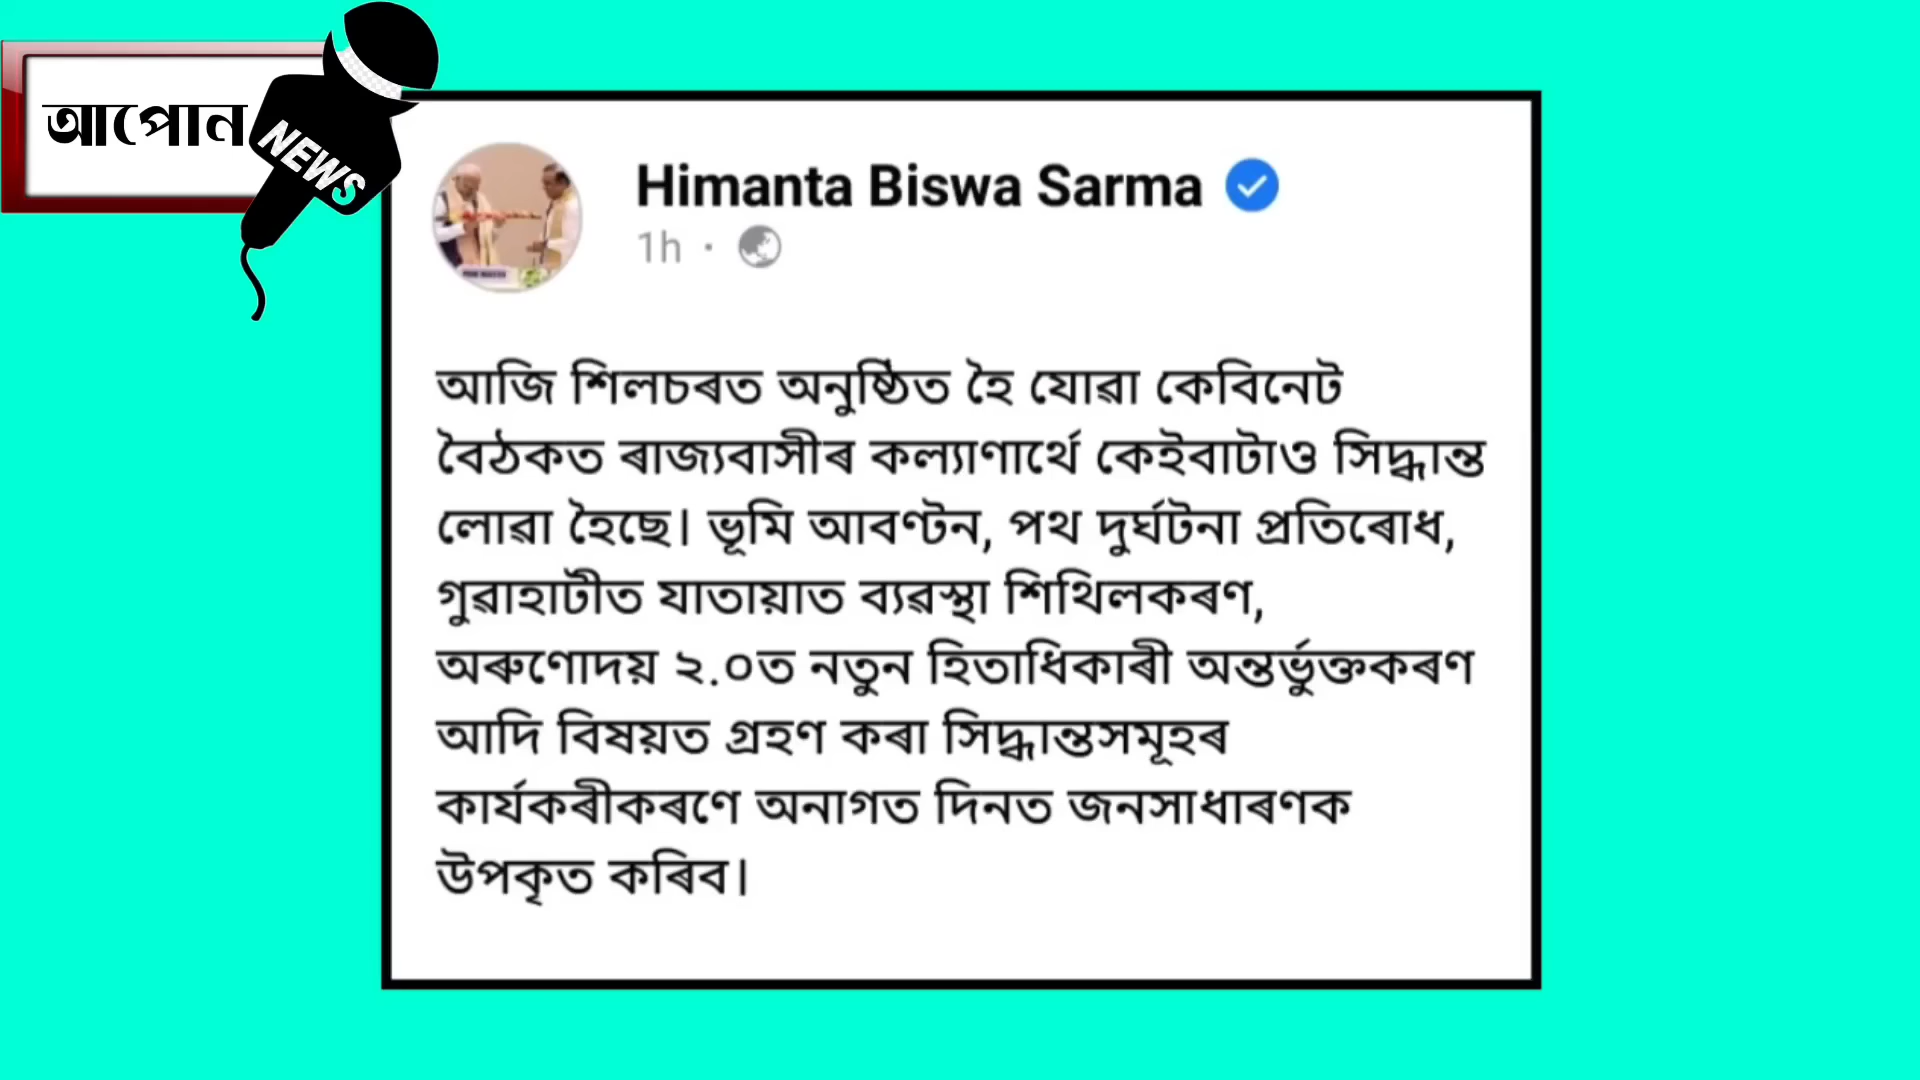 আপোন
NEWS
Himanta Biswa Sarma
1h ·
আজি শিলচৰত অনুষ্ঠিত হৈ যোৱা কেবিনেট
বৈঠকত ৰাজ্যবাসীৰ কল্যাণাৰ্থে কেইবাটাও সিদ্ধান্ত
লোৱা হৈছে। ভূমি আবণ্টন, পথ দুৰ্ঘটনা প্ৰতিৰোধ,
গুৱাহাটীত যাতায়াত ব্যৱস্থা শিথিলকৰণ,
অৰুণোদয় ২.০ত নতুন হিতাধিকাৰী অন্তৰ্ভুক্তকৰণ
আদি বিষয়ত গ্ৰহণ কৰা সিদ্ধান্তসমূহৰ
কাৰ্যকৰীকৰণে অনাগত দিনত জনসাধাৰণক
উপকৃত কৰিব।